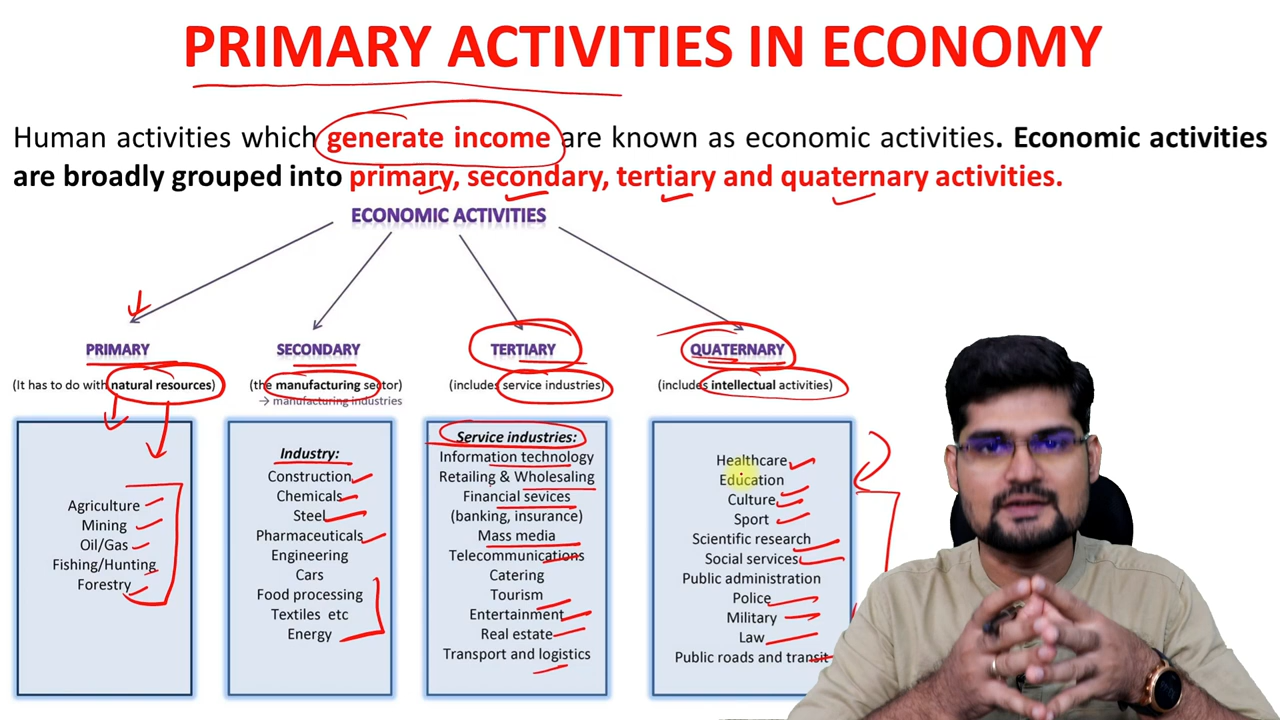 PRIMARY ACTIVITIES IN ECONOMY
Human activities which generate income are known as economic activities. Economic activities
are broadly grouped into primary, secondary, tertiary and quaternary activities.
ECONOMIC ACTIVITIES
PRIMARY
(It has to do with natural resources)
Agriculture
Mining
Oil/Gas
Fishing/Hunting
Forestry
SECONDARY
(the manufacturing sector)
→ manufacturing industries
Industry:
Construction
Chemicals
Steel
Pharmaceuticals
Engineering
Cars
Food processing
Textiles etc
Energy
TERTIARY
(includes service industries)
Service industries:
Information technology
Retailing & Wholesaling
Financial sevices
(banking, insurance)
Mass media
Telecommunications
Catering
Tourism
Entertainment
Real estate
Transport and logistics
QUATERNARY
(includes intellectual activities)
Healthcare
Education
Culture
Sport
Scientific research
Social services
Public administration
Police
Military
Law
Public roads and transit